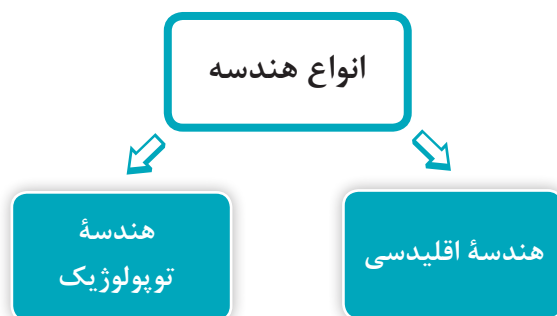 انواع هندسه
هندسهٔ اقلیدسی
هندسهٔ
توپولوژیک